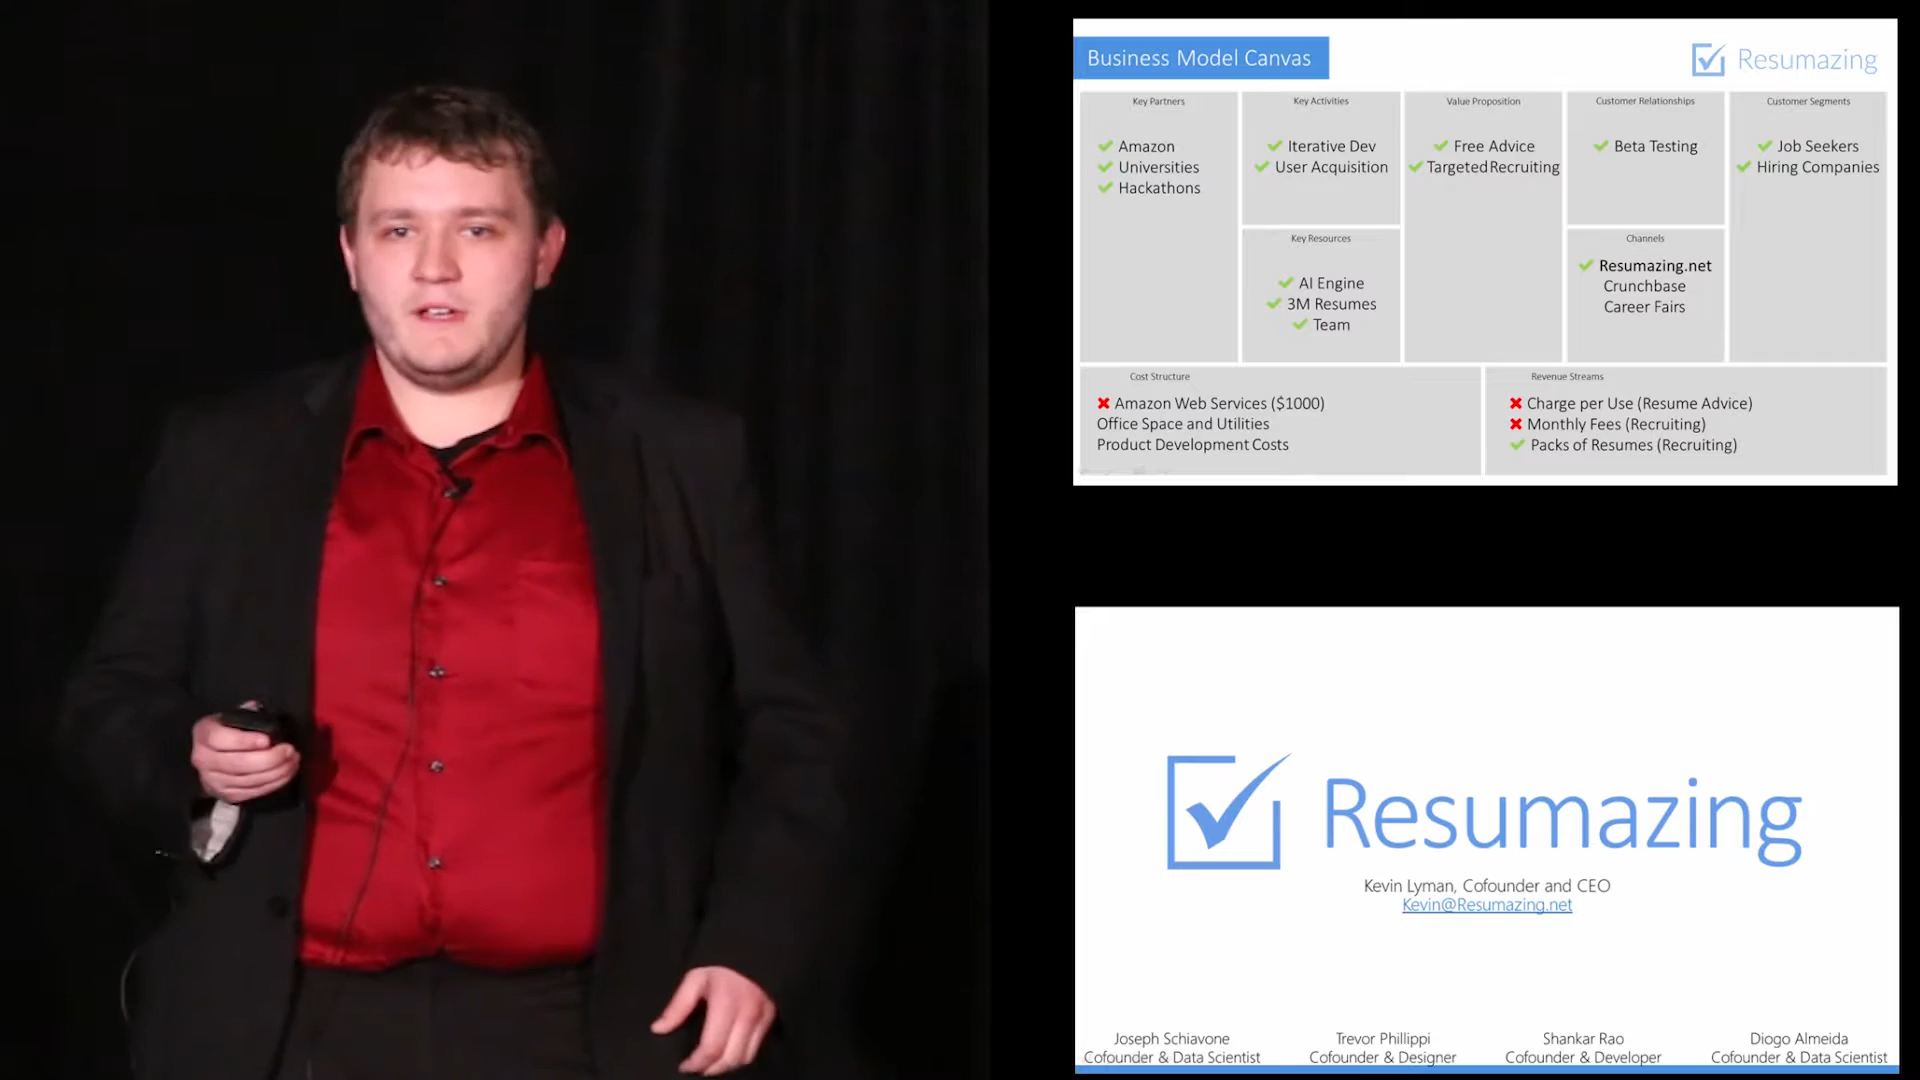 Business Model Canvas
Resumazing
Key Partners
Amazon
Universities
Hackathons
Key Activities
Iterative Dev
User Acquisition
Key Resources
AI Engine
3M Resumes
Team
Value Proposition
Free Advice
Targeted Recruiting
Customer Relationships
Beta Testing
Channels
Resumazing.net
Crunchbase
Career Fairs
Customer Segments
Job Seekers
Hiring Companies
Cost Structure
Amazon Web Services ($1000)
Office Space and Utilities
Product Development Costs
Revenue Streams
Charge per Use (Resume Advice)
Monthly Fees (Recruiting)
Packs of Resumes (Recruiting)
Resumazing
Kevin Lyman, Cofounder and CEO
Kevin@Resumazing.net
Joseph Schiavone
Cofounder & Data Scientist
Trevor Phillippi
Cofounder & Designer
Shankar Rao
Cofounder & Developer
Diogo Almeida
Cofounder & Data Scientist